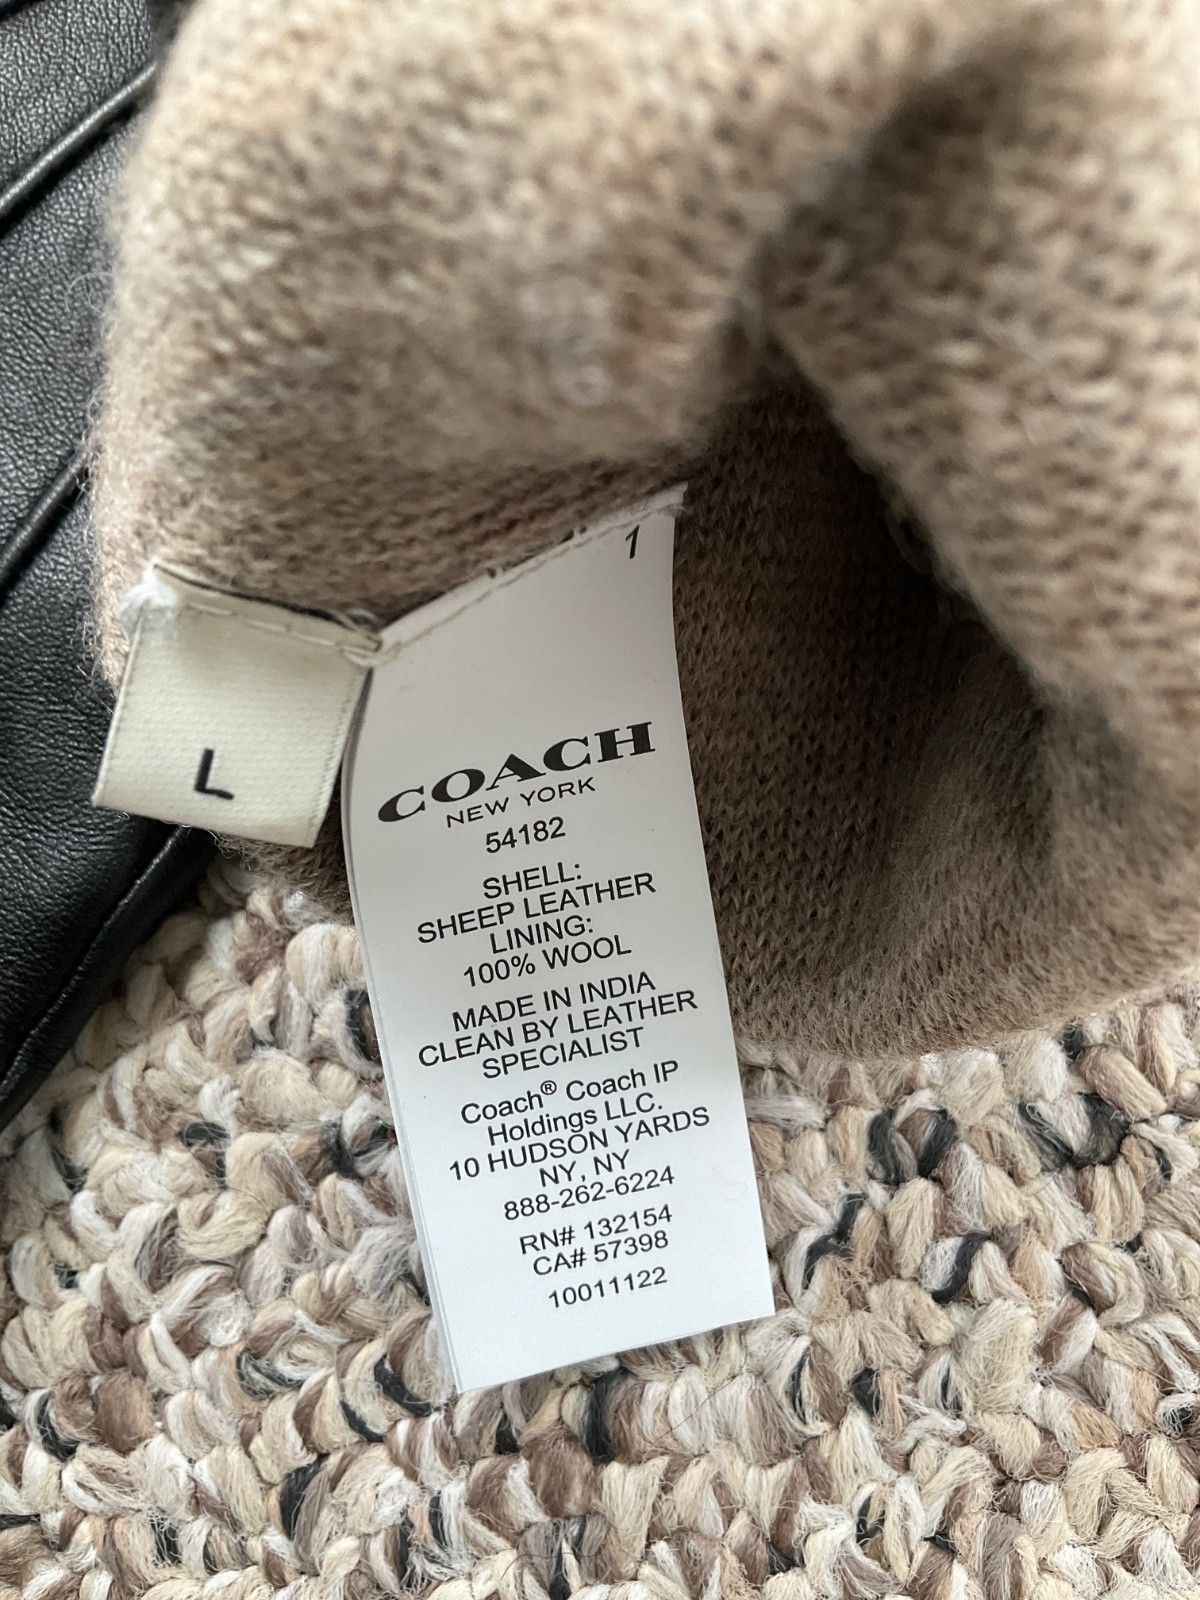 1
L
COACH
NEW YORK
54182
SHELL:
SHEEP LEATHER
LINING:
100% WOOL
MADE IN INDIA
CLEAN BY LEATHER
SPECIALIST
Coach® Coach IP
Holdings LLC.
10 HUDSON YARDS
NY, NY
888-262-6224
RN# 132154
CA# 57398
10011122